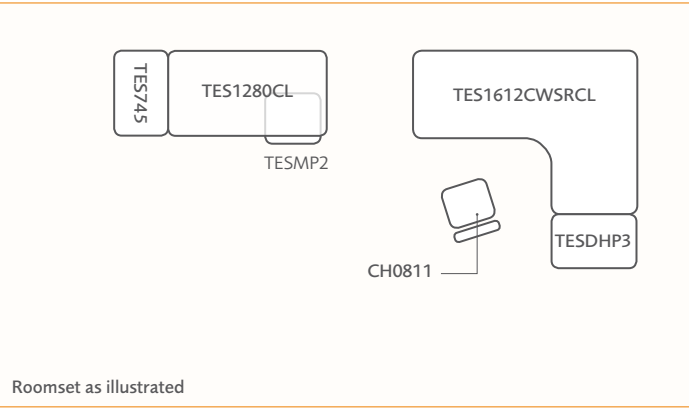 TES745
TES1280CL
TESMP2
TES1612CWSRCL
CH0811
TESDHP3
Roomset as illustrated